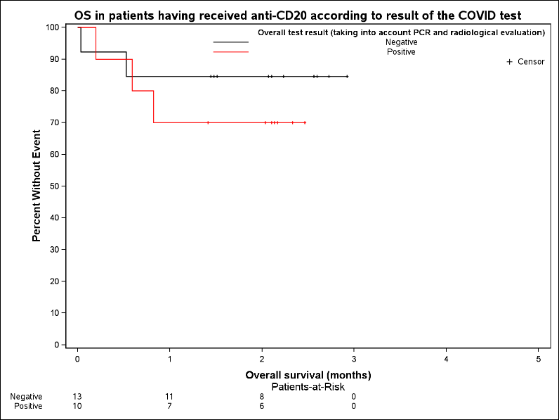 OS in patients having received anti-CD20 according to result of the COVID test
Overall test result (taking into account PCR and radiological evaluation)
Negative
Positive
+ Censor
Percent Without Event
100
90
80
70
60
50
40
30
20
10
0
0 1 2 3 4 5
Overall survival (months)
Patients-at-Risk
Negative 13 11 8 0
Positive 10 7 6 0